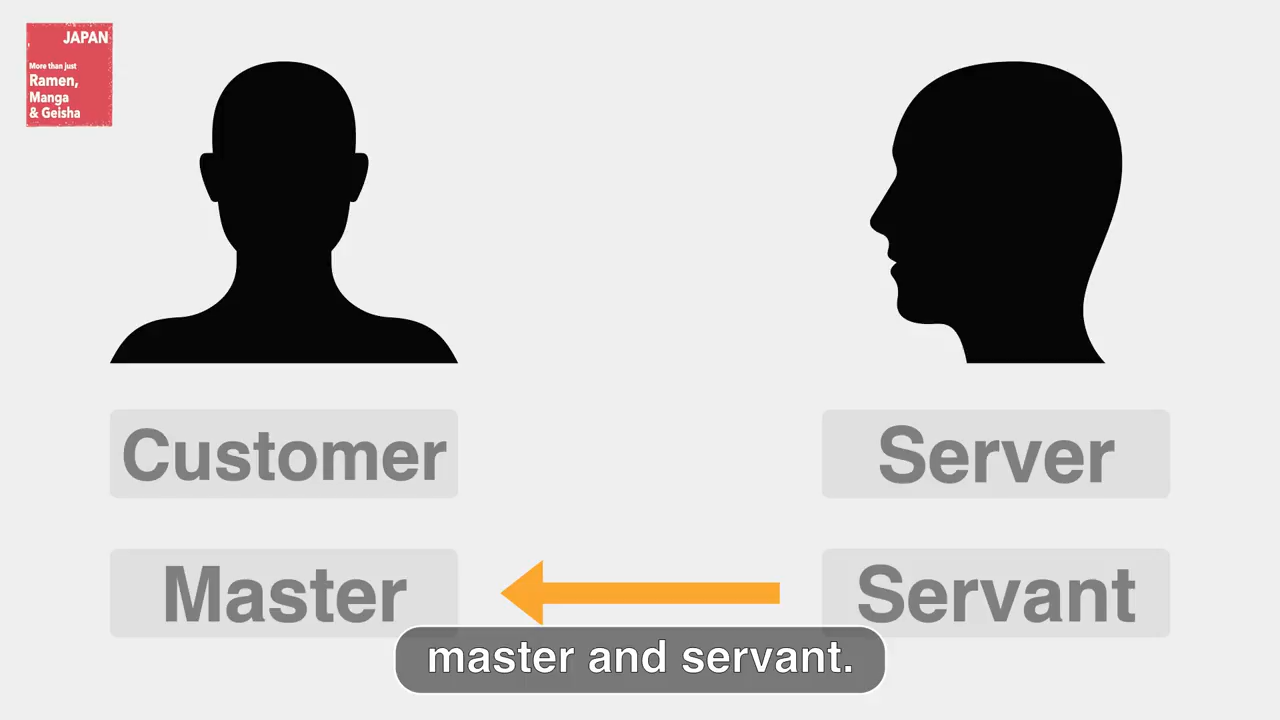 JAPAN
More than just
Ramen,
Manga
& Geisha
Customer
Server
Master
Servant
master and servant.